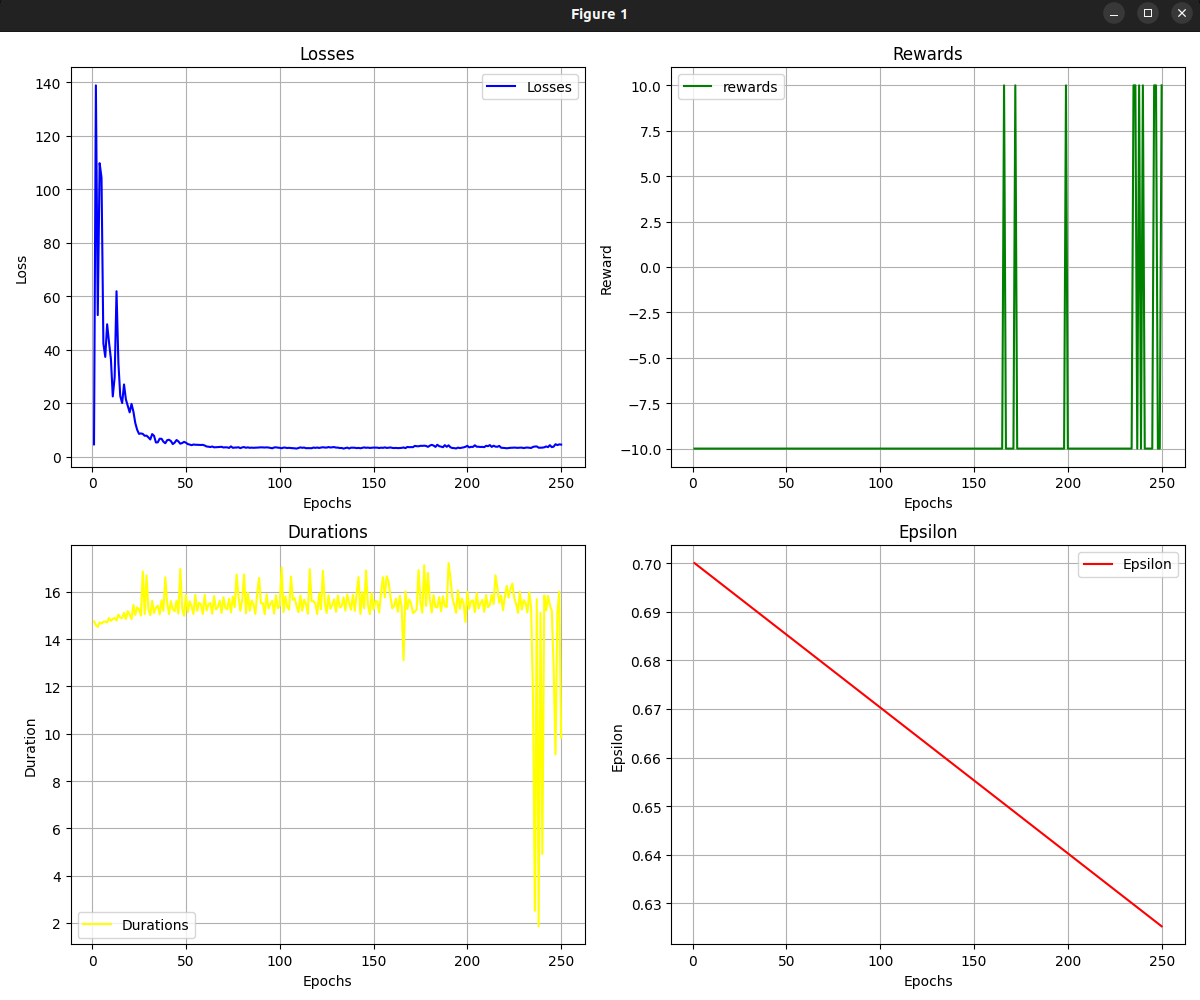 Figure 1
Losses
Losses
140
120
100
80
60
40
20
0
Loss
0 50 100 150 200 250
Epochs
Rewards
rewards
10.0
7.5
5.0
2.5
0.0
−2.5
−5.0
−7.5
−10.0
Reward
0 50 100 150 200 250
Epochs
Durations
16
14
12
10
8
6
4
2
Duration
Durations
0 50 100 150 200 250
Epochs
Epsilon
Epsilon
0.70
0.69
0.68
0.67
0.66
0.65
0.64
0.63
Epsilon
0 50 100 150 200 250
Epochs